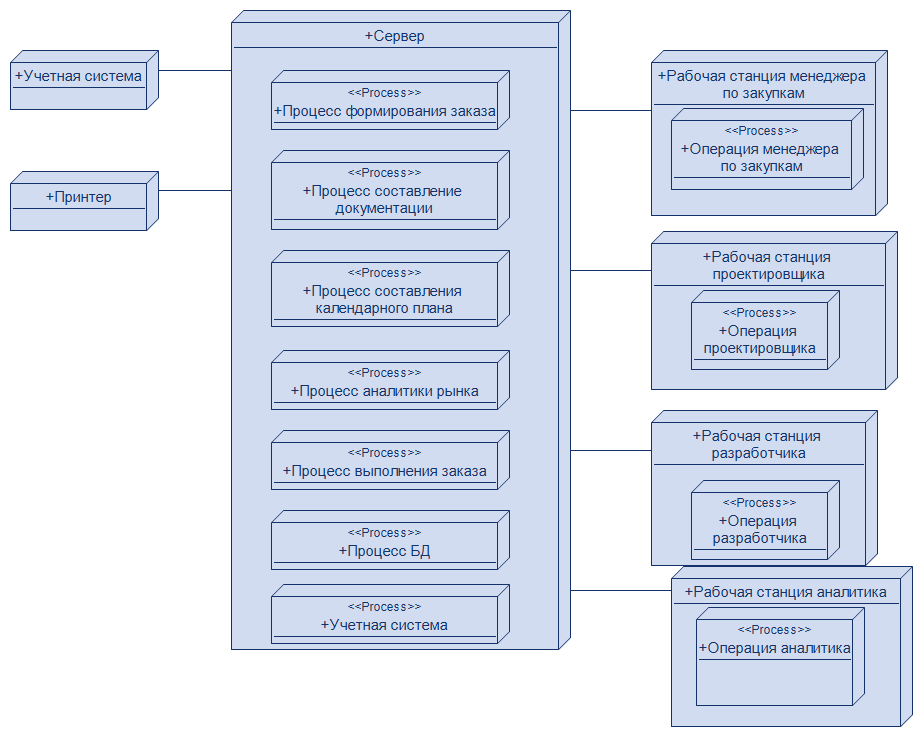 +Учетная система
+Принтер
+Сервер
<<Process>>
+Процесс формирования заказа
<<Process>>
+Процесс составление
документации
<<Process>>
+Процесс составления
календарного плана
<<Process>>
+Процесс аналитики рынка
<<Process>>
+Процесс выполнения заказа
<<Process>>
+Процесс БД
<<Process>>
+Учетная система
+Рабочая станция менеджера
по закупкам
<<Process>>
+Операция менеджера
по закупкам
+Рабочая станция
проектировщика
<<Process>>
+Операция
проектировщика
+Рабочая станция
разработчика
<<Process>>
+Операция
разработчика
+Рабочая станция аналитика
<<Process>>
+Операция аналитика